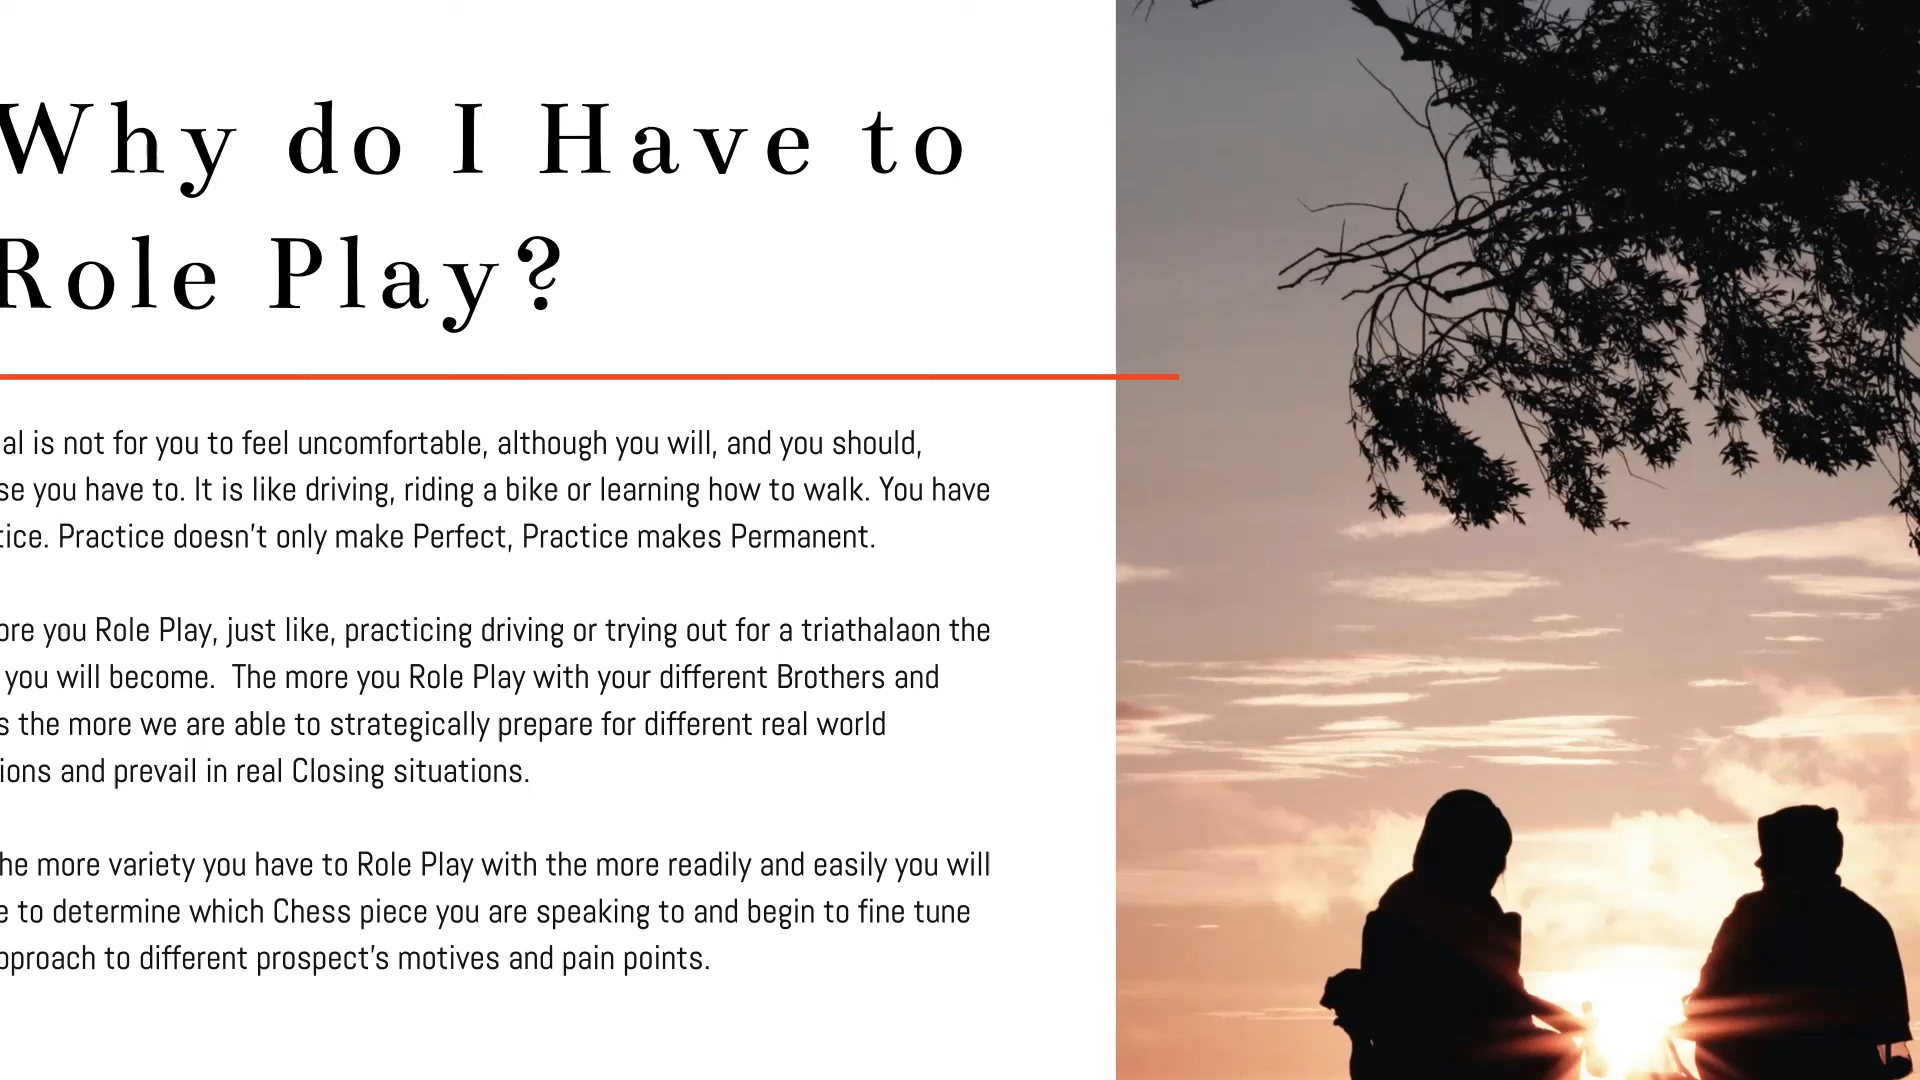 Why do I Have to
Role Play?
al is not for you to feel uncomfortable, although you will, and you should,
se you have to. It is like driving, riding a bike or learning how to walk. You have
tice. Practice doesn't only make Perfect, Practice makes Permanent.
ore you Role Play, just like, practicing driving or trying out for a triathalaon the
you will become. The more you Role Play with your different Brothers and
s the more we are able to strategically prepare for different real world
ions and prevail in real Closing situations.
he more variety you have to Role Play with the more readily and easily you will
e to determine which Chess piece you are speaking to and begin to fine tune
pproach to different prospect's motives and pain points.